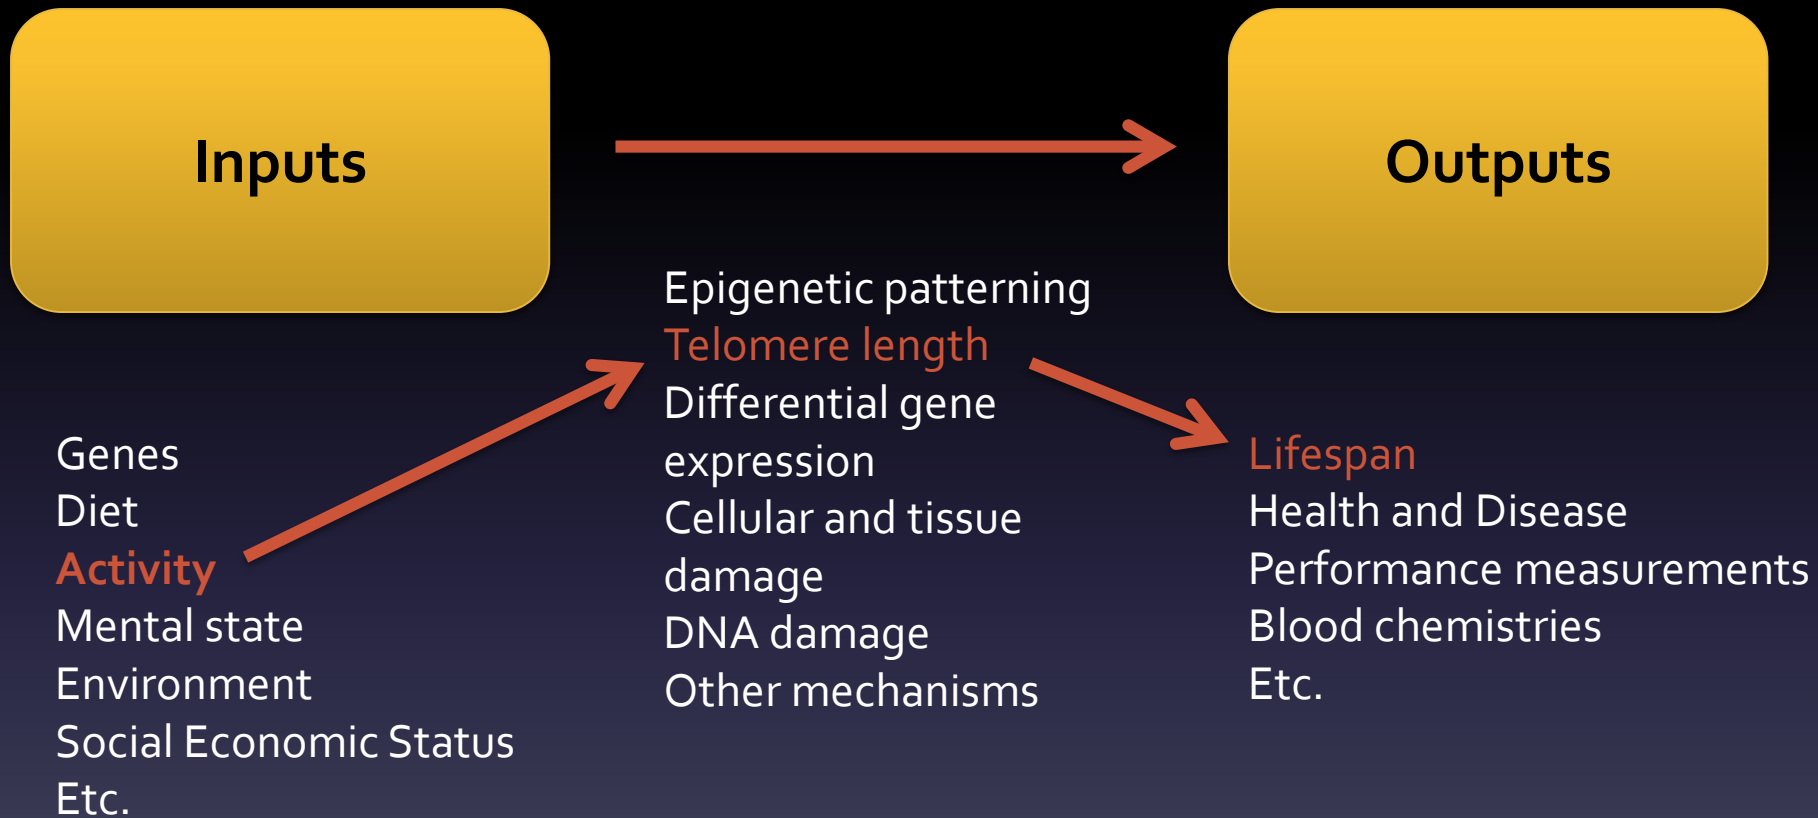 Inputs
Outputs
Genes
Diet
Activity
Mental state
Environment
Social Economic Status
Etc.
Epigenetic patterning
Telomere length
Differential gene
expression
Cellular and tissue
damage
DNA damage
Other mechanisms
Lifespan
Health and Disease
Performance measurements
Blood chemistries
Etc.